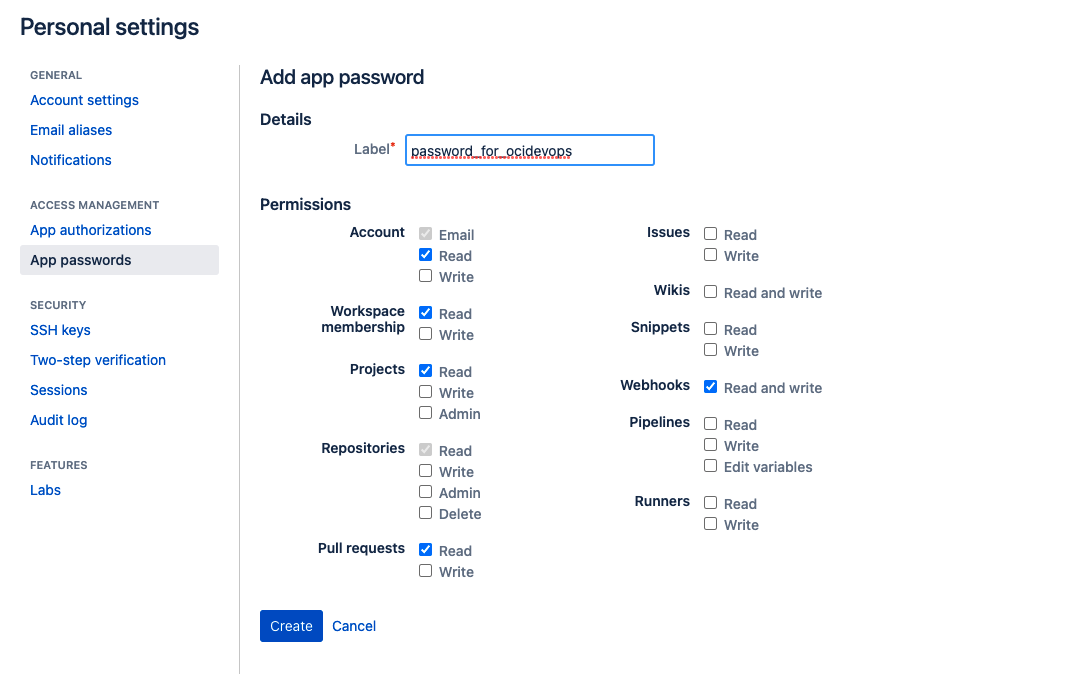 Personal settings
GENERAL
Account settings
Email aliases
Notifications
ACCESS MANAGEMENT
App authorizations
App passwords
SECURITY
SSH keys
Two-step verification
Sessions
Audit log
FEATURES
Labs
Add app password
Details
Label* password_for_ocidevops
Permissions
Account Email
Read
Write
Workspace membership Read
Write
Projects Read
Write
Admin
Repositories Read
Write
Admin
Delete
Pull requests Read
Write
Issues Read
Write
Wikis Read and write
Snippets Read
Write
Webhooks Read and write
Pipelines Read
Write
Edit variables
Runners Read
Write
Create Cancel